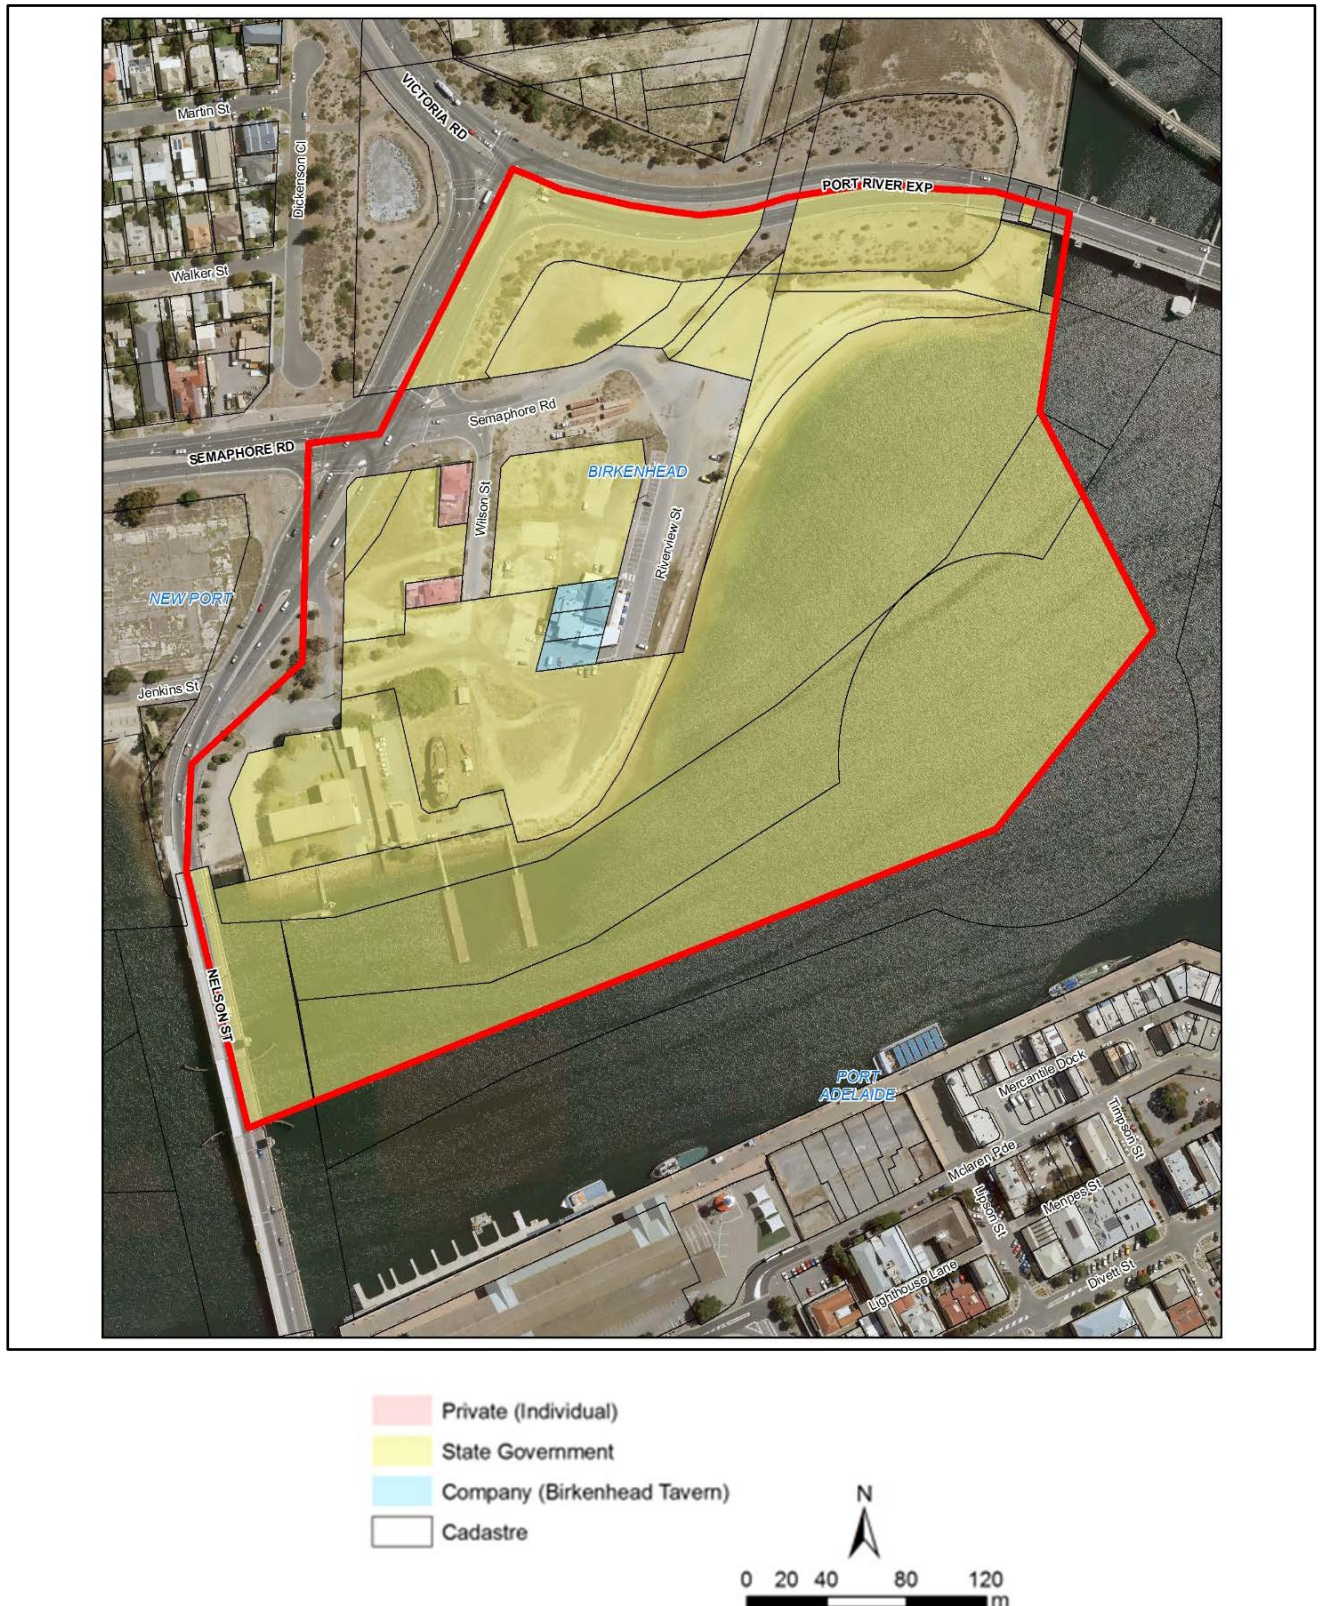 VICTORIA RD
Martin St
Dickenson Cl
PORT RIVER EXP
Walker St
Semaphore Rd
SEMAPHORE RD
BIRKENHEAD
Wilson St
Riverview St
NEW PORT
Jenkins St
NELSON ST
PORT
ADELAIDE
Mercantile Dock
Timpson St
Mclaren Pde
Lipson St
Menpes St
Divett St
Lighthouse Lane
Private (Individual)
State Government
Company (Birkenhead Tavern)
Cadastre
N
0 20 40 80 120
m